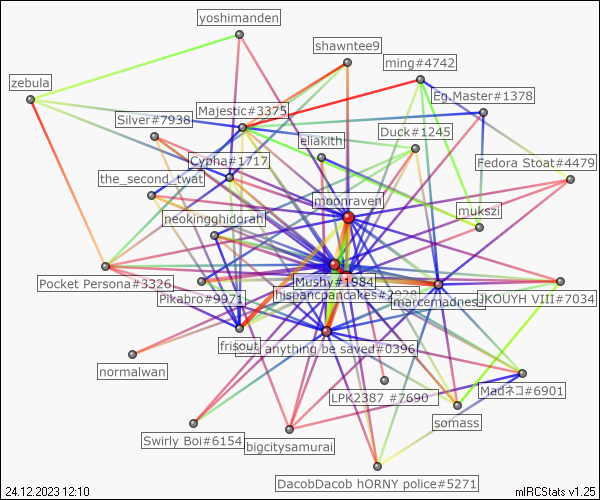 yoshimanden
shawntee9
ming#4742
zebula
Eg.Master#1378
Majestic#3375
Silver#7938
Duck#1245
eliakith
Cypha#1717
Fedora Stoat#4479
the_second_twat
moonraven
mukszi
neokingghidorah
Mushy#1984
Pocket Persona#3326
hispancpancakes#2928
Pikabro#9971
marcemadness
JKOUYH VIII#7034
frisout
anything be saved#0396
normalwan
LPK2387 #7690
Madネコ#6901
somass
Swirly Boi#6154
bigcitysamurai
DacobDacob hORNY police#5271
24.12.2023 12:10
mIRCStats v1.25